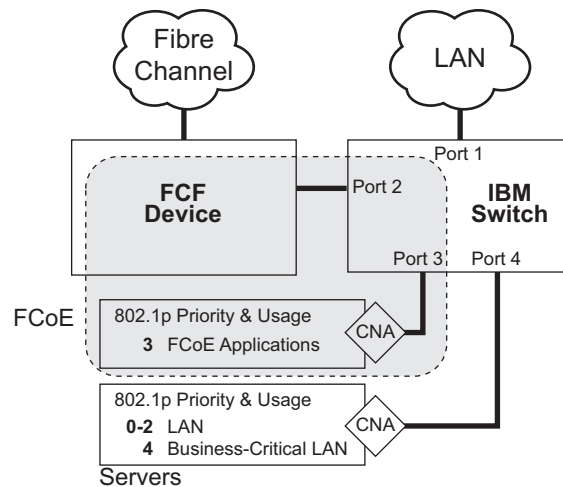 Fibre
Channel
LAN
Port 1
FCF
Device
Port 2
IBM
Switch
Port 3
Port 4
FCoE
802.1p Priority & Usage
3 FCoE Applications
CNA
802.1p Priority & Usage
0-2 LAN
4 Business-Critical LAN
CNA
Servers